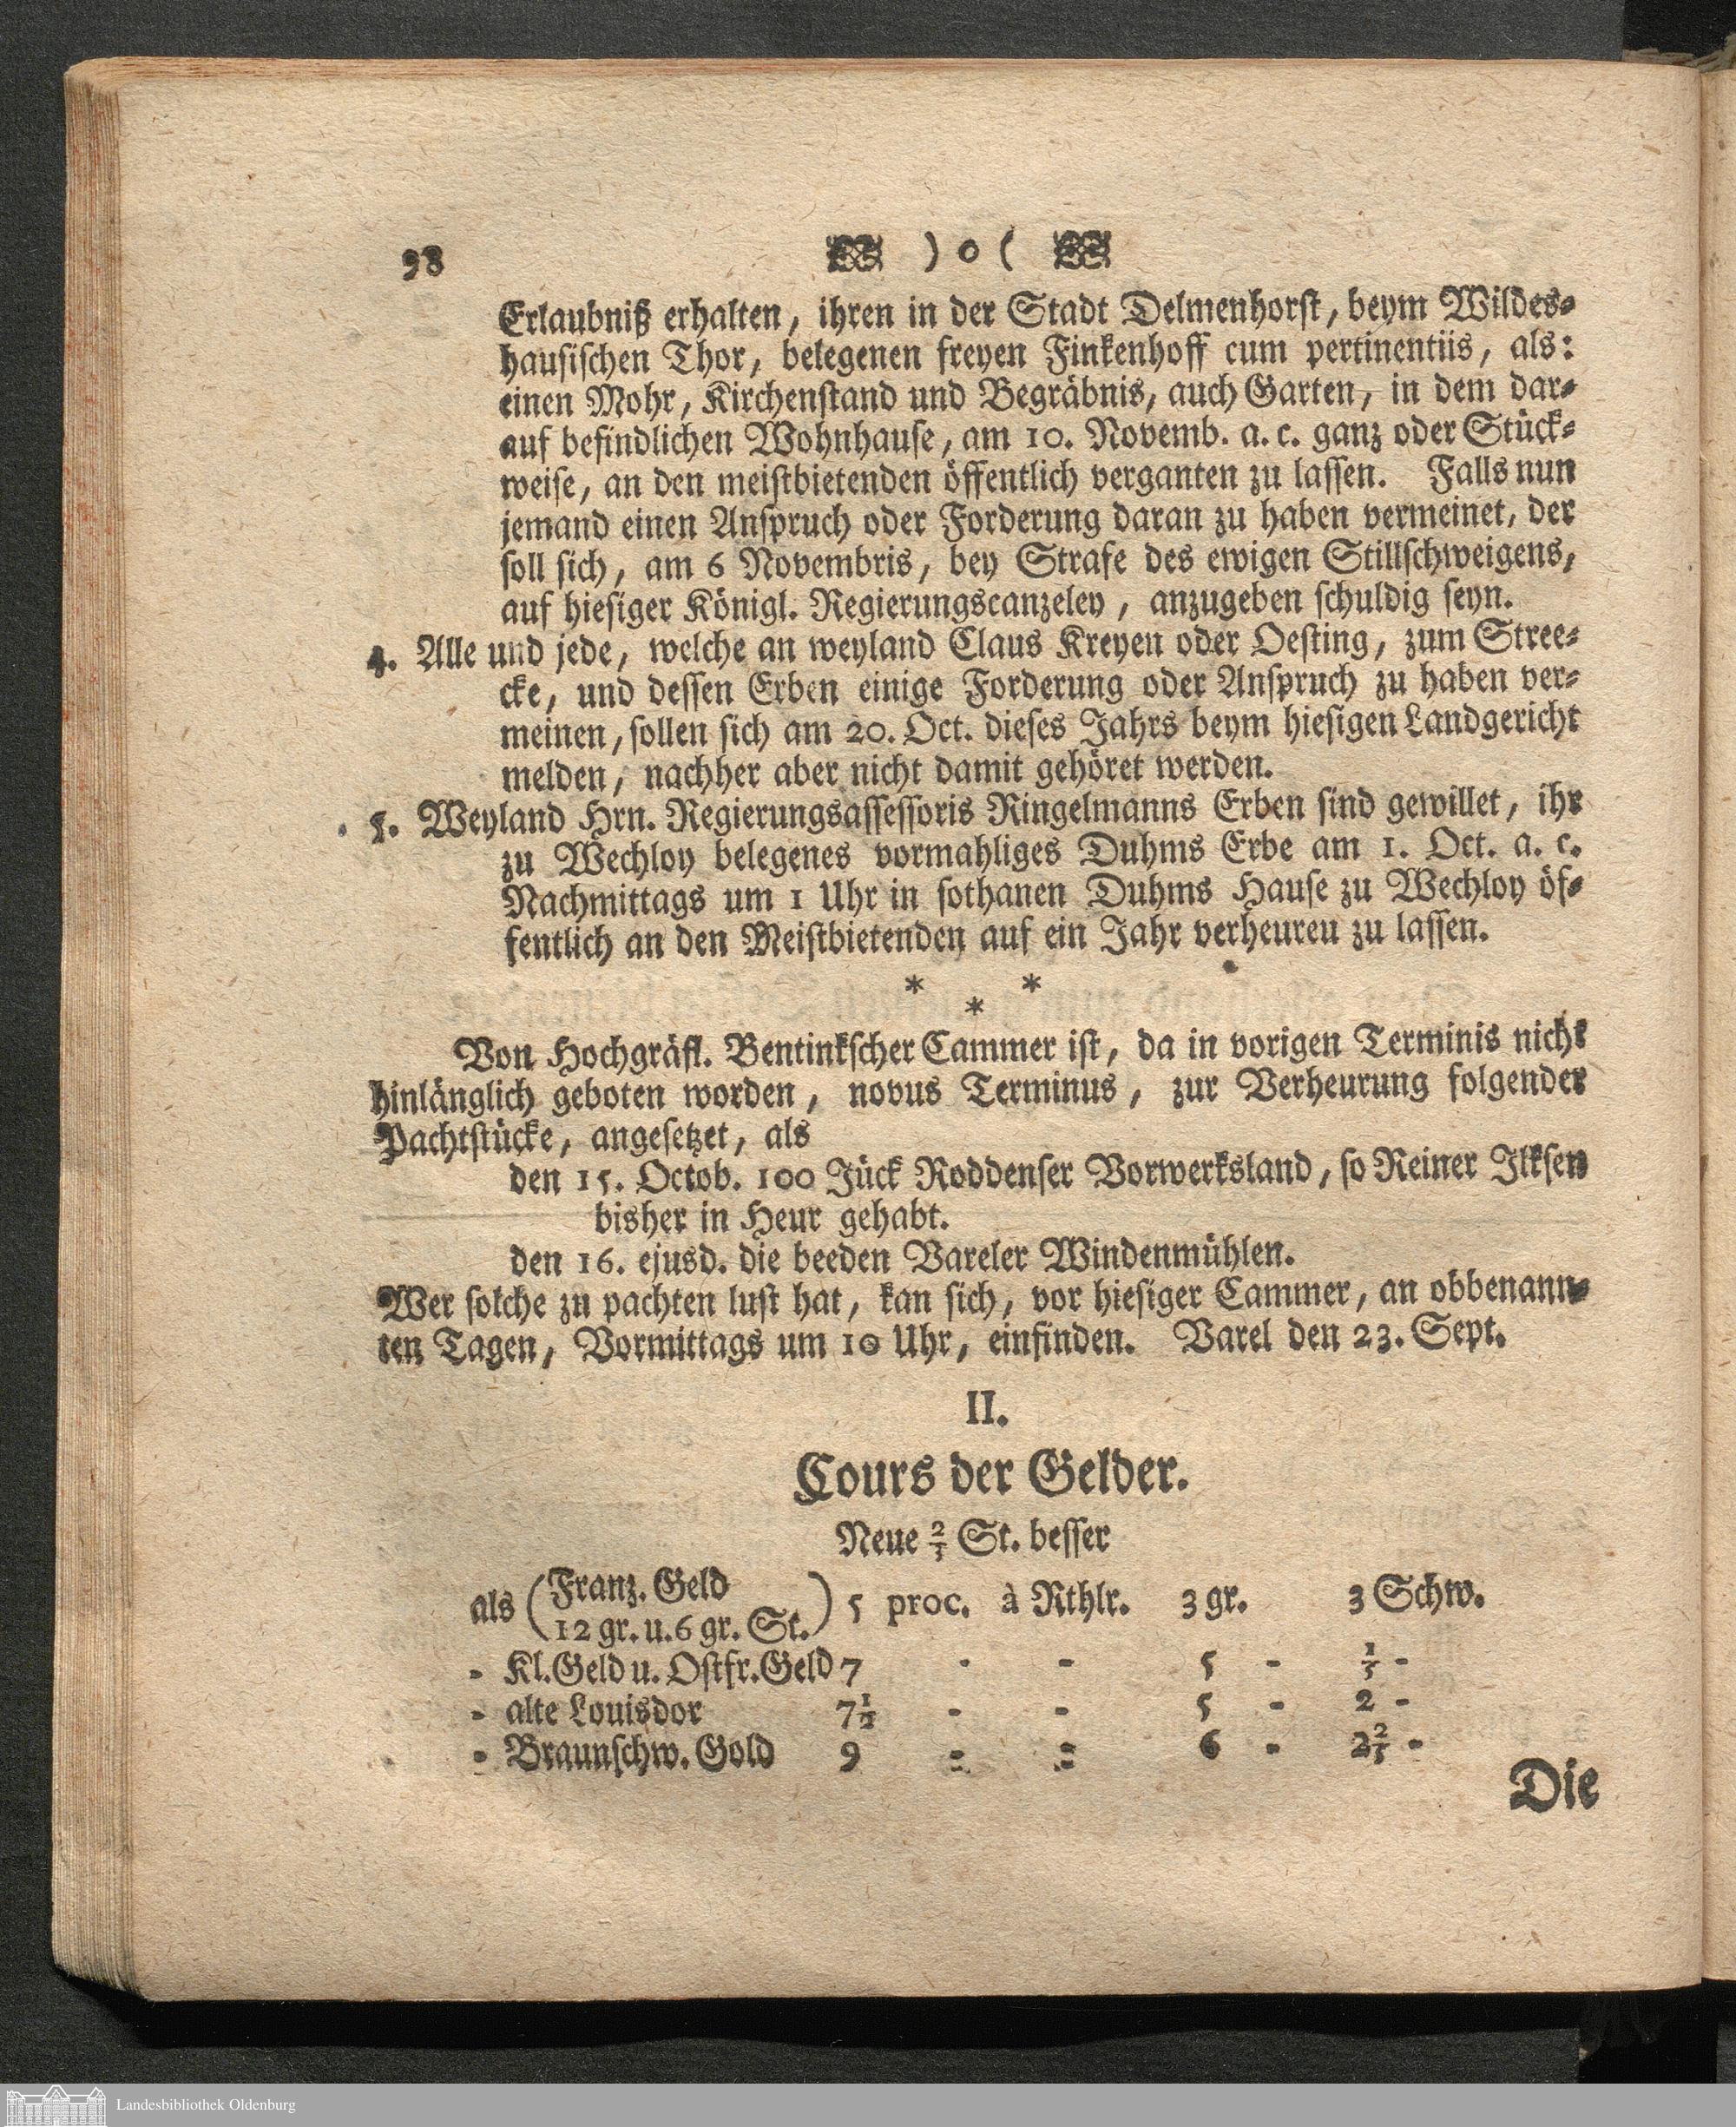 98 ) o (
Erlaubniß erhalten, ihren in der Stadt Delmenhorst, beym Wildes-
hausischen Thor, belegenen freyen Finkenhoff cum pertinentiis, als:
einen Mohr, Kirchenstand und Begräbnis, auch Garten, in dem dar-
auf befindlichen Wohnhause, am 10. Novemb. a. c. ganz oder Stück-
weise, an den meistbietenden öffentlich verganten zu lassen. Falls nun
jemand einen Anspruch oder Forderung daran zu haben vermeinet, der
soll sich, am 6 Novembris, bey Strafe des ewigen Stillschweigens,
auf hiesiger Königl. Regierungscanzeley, anzugeben schuldig seyn.
4. Alle und jede, welche an weyland Claus Kreyen oder Oesting, zum Stree-
cke, und dessen Erben einige Forderung oder Anspruch zu haben ver-
meinen, sollen sich am 20. Oct. dieses Jahrs beym hiesigen Landgericht
melden, nachher aber nicht damit gehöret werden.
5. Weyland Hrn. Regierungsassessoris Ringelmanns Erben sind gewillet, ihr
zu Wechloy belegenes vormahliges Duhms Erbe am 1. Oct. a. c.
Nachmittags um 1 Uhr in sothanen Duhms Hause zu Wechloy öf-
fentlich an den Meistbietenden auf ein Jahr verheureu zu lassen.
* * *
Von Hochgräfl. Bentinkscher Cammer ist, da in vorigen Terminis nicht
hinlänglich geboten worden, novus Terminus, zur Verheurung folgender
Pachtstücke, angesetzet, als
den 15. Octob. 100 Jück Roddenser Vorwerksland, so Reiner Ilksen
bisher in Heur gehabt.
den 16. ejusd. die beeden Vareler Windenmühlen.
Wer solche zu pachten lust hat, kan sich, vor hiesiger Cammer, an obbenann-
ten Tagen, Vormittags um 10 Uhr, einfinden. Varel den 23. Sept.
II.
Cours der Gelder.
Neue 2/3 St. besser
als (Franz. Geld
12 gr. u. 6 gr. St.) 5 proc. à Rthlr. 3 gr. 3 Schw.
- Kl. Geld u. Ostfr. Geld 7 - - 5 - 1/5 -
- alte Louisdor 7 1/2 - - 5 - 2 -
- Braunschw. Gold 9 - - 6 - 2 2/5 -
Die
Landesbibliothek Oldenburg